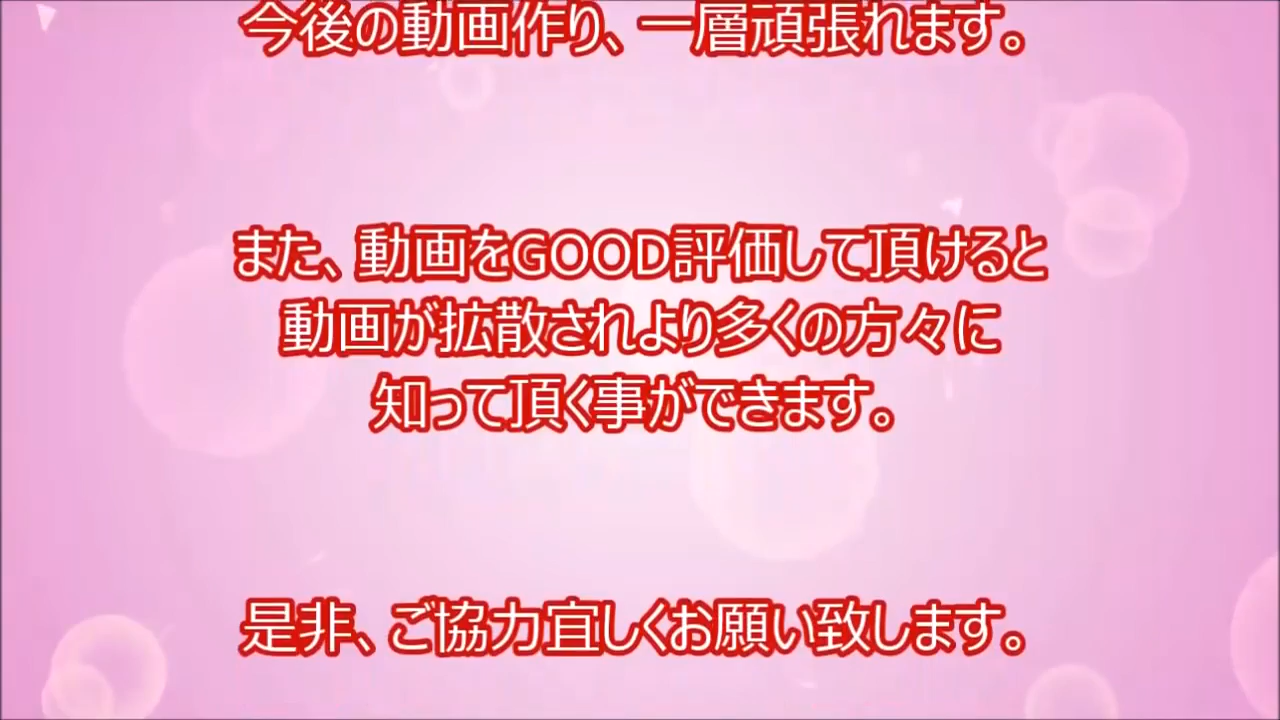 今後の動画作り、一層頑張れます。
また、動画をGOOD評価して頂けると
動画が拡散されより多くの方々に
知って頂く事ができます。
是非、ご協力宜しくお願い致します。